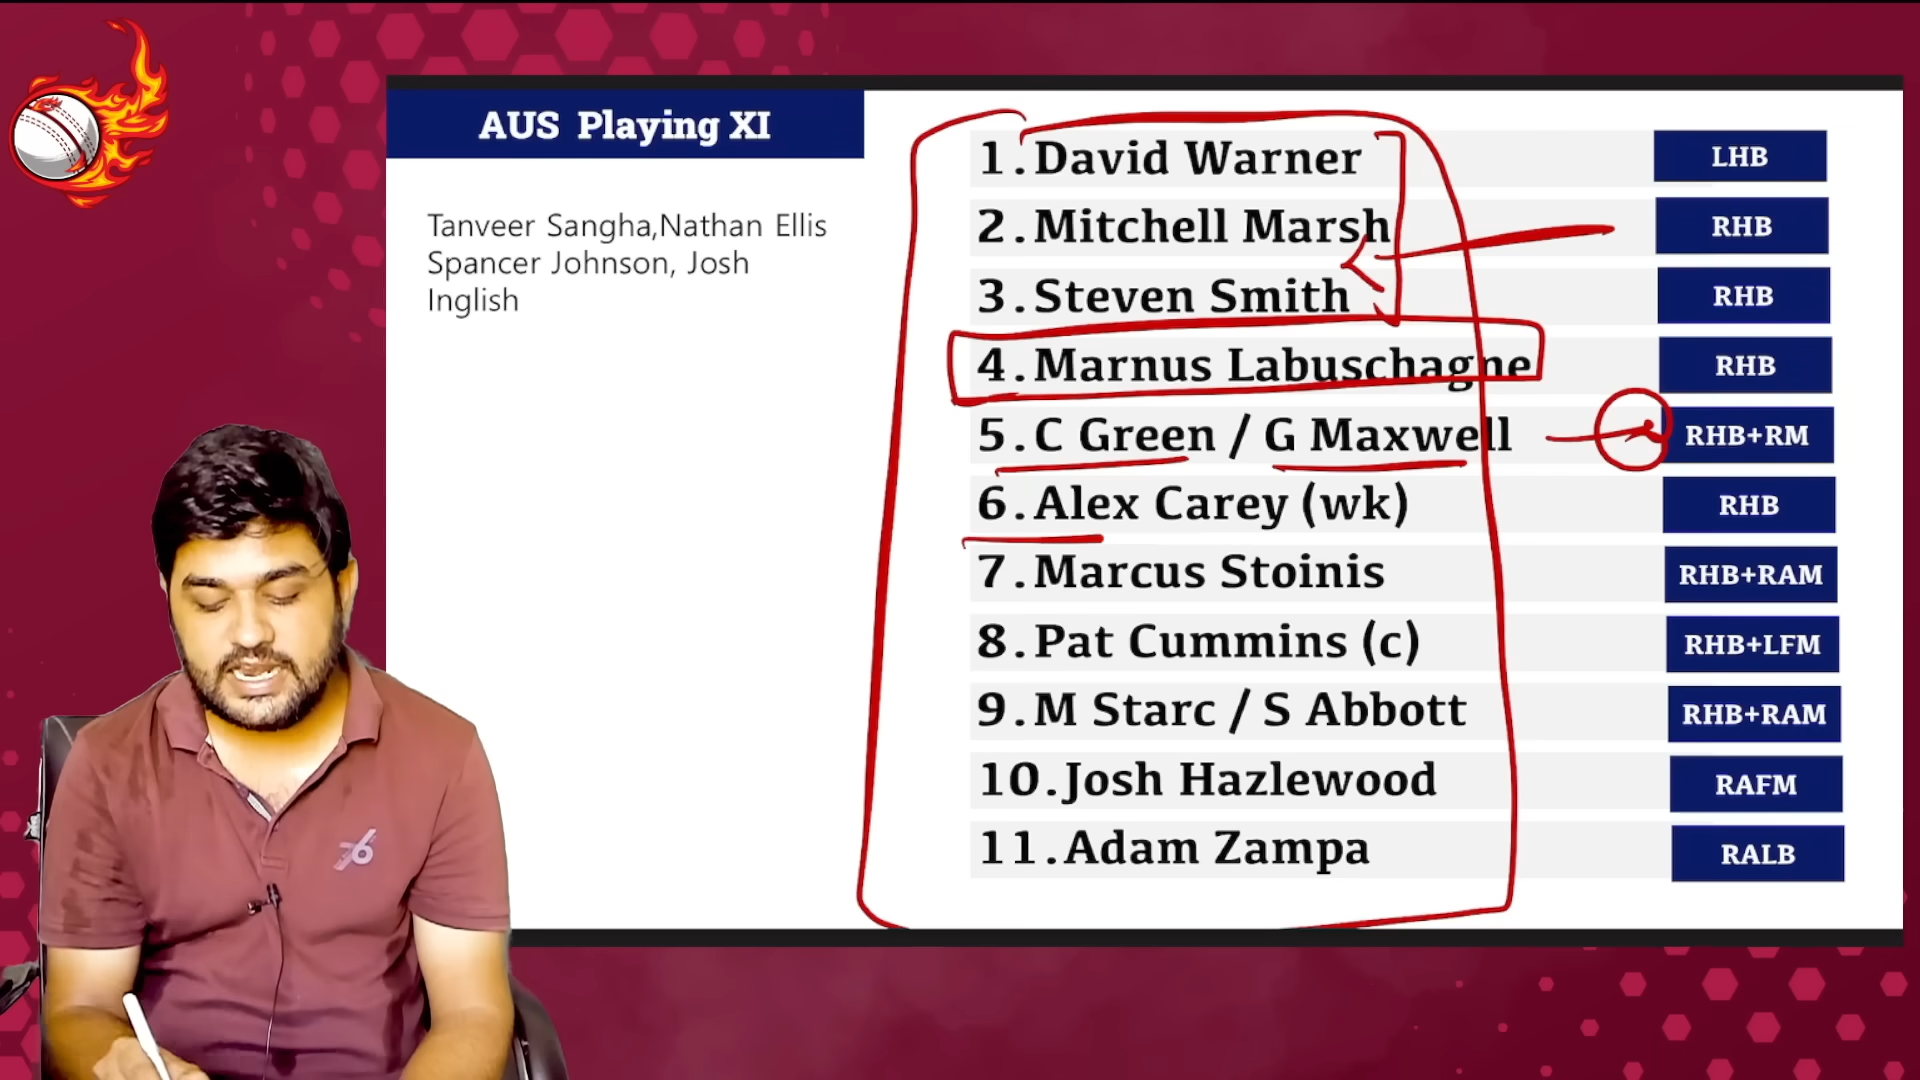 AUS Playing XI
Tanveer Sangha,Nathan Ellis
Spancer Johnson, Josh
Inglish
1. David Warner LHB
2. Mitchell Marsh RHB
3. Steven Smith RHB
4. Marnus Labuschagne RHB
5. C Green / G Maxwell RHB+RM
6. Alex Carey (wk) RHB
7. Marcus Stoinis RHB+RAM
8. Pat Cummins (c) RHB+LFM
9. M Starc / S Abbott RHB+RAM
10. Josh Hazlewood RAFM
11. Adam Zampa RALB
76